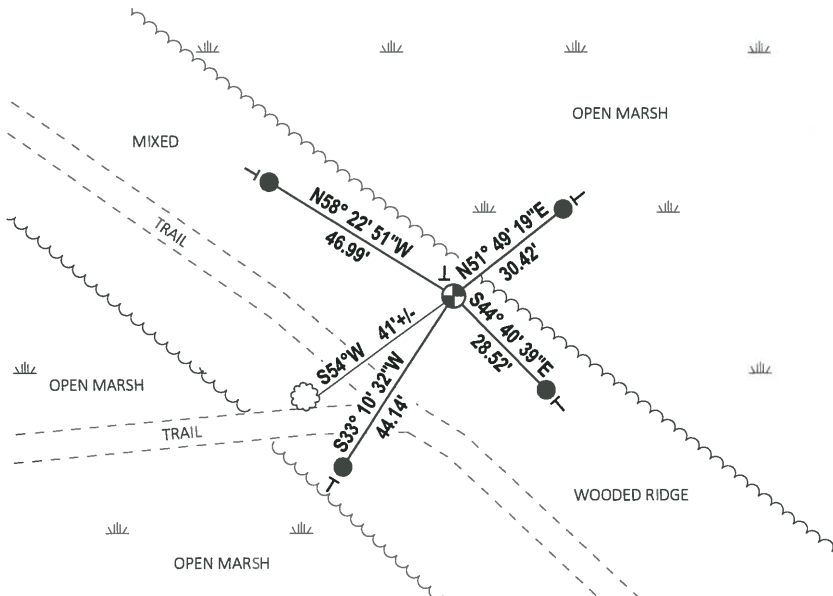 OPEN MARSH
MIXED
N58° 22' 51"W
46.99'
N51° 49' 19"E
30.42'
TRAIL
S44° 40' 39"E
28.52'
41'+/-
S54°W
S33° 10' 32"W
44.14'
OPEN MARSH
TRAIL
WOODED RIDGE
OPEN MARSH